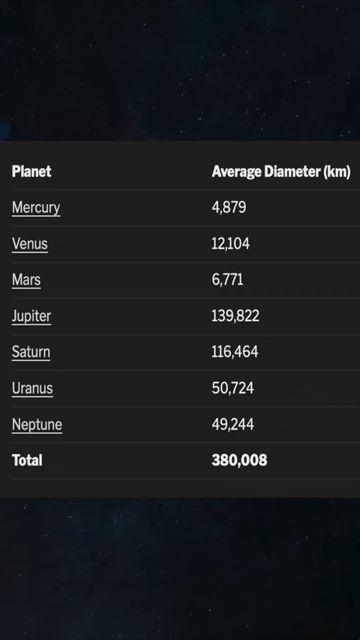 Planet Average Diameter (km)
Mercury 4,879
Venus 12,104
Mars 6,771
Jupiter 139,822
Saturn 116,464
Uranus 50,724
Neptune 49,244
Total 380,008